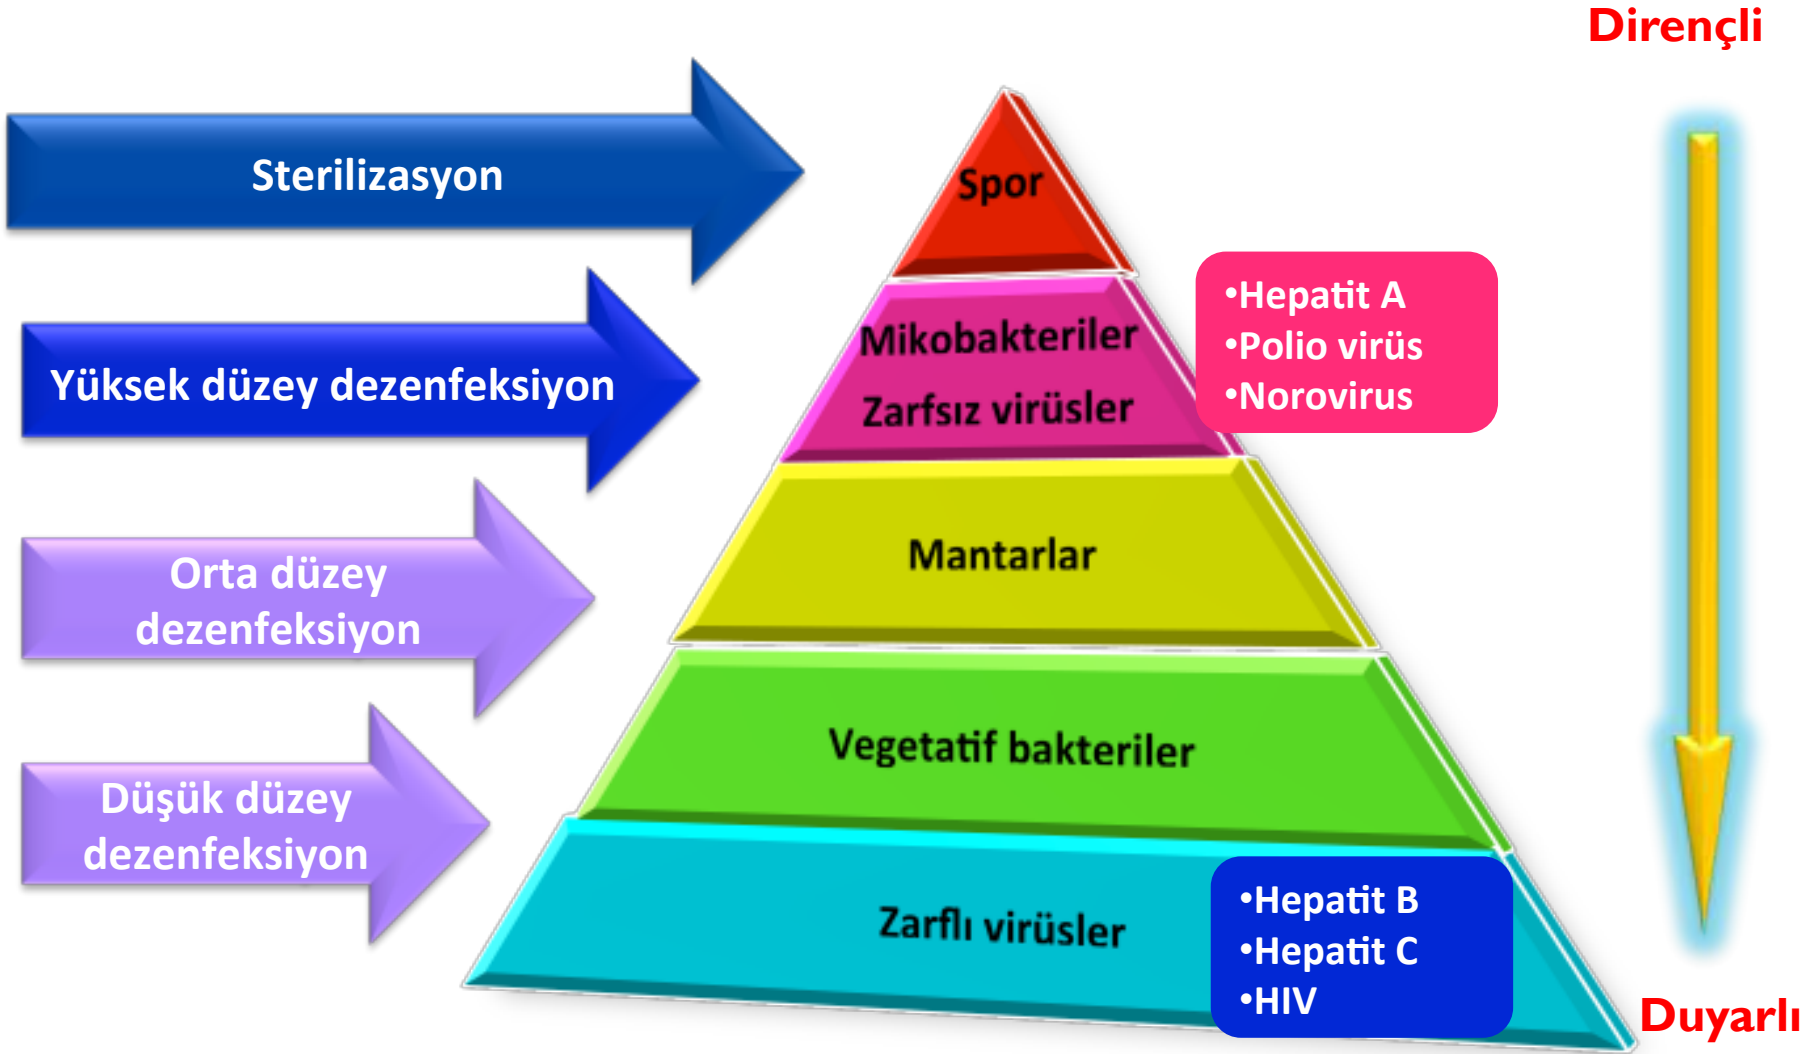 Dirençli
Sterilizasyon
Spor
•Hepatit A
•Polio virüs
•Norovirus
Mikobakteriler
Zarfsız virüsler
Yüksek düzey dezenfeksiyon
Mantarlar
Orta düzey
dezenfeksiyon
Vegetatif bakteriler
Düşük düzey
dezenfeksiyon
Zarflı virüsler
•Hepatit B
•Hepatit C
•HIV
Duyarlı